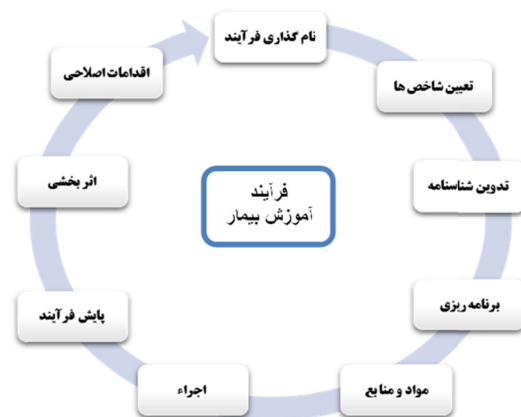 نام گذاری فرآیند
تعیین شاخص ها
تدوین شناسنامه
برنامه ریزی
مواد و منابع
اجراء
پایش فرآیند
اثر بخشی
اقدامات اصلاحی
فرآیند
آموزش بیمار